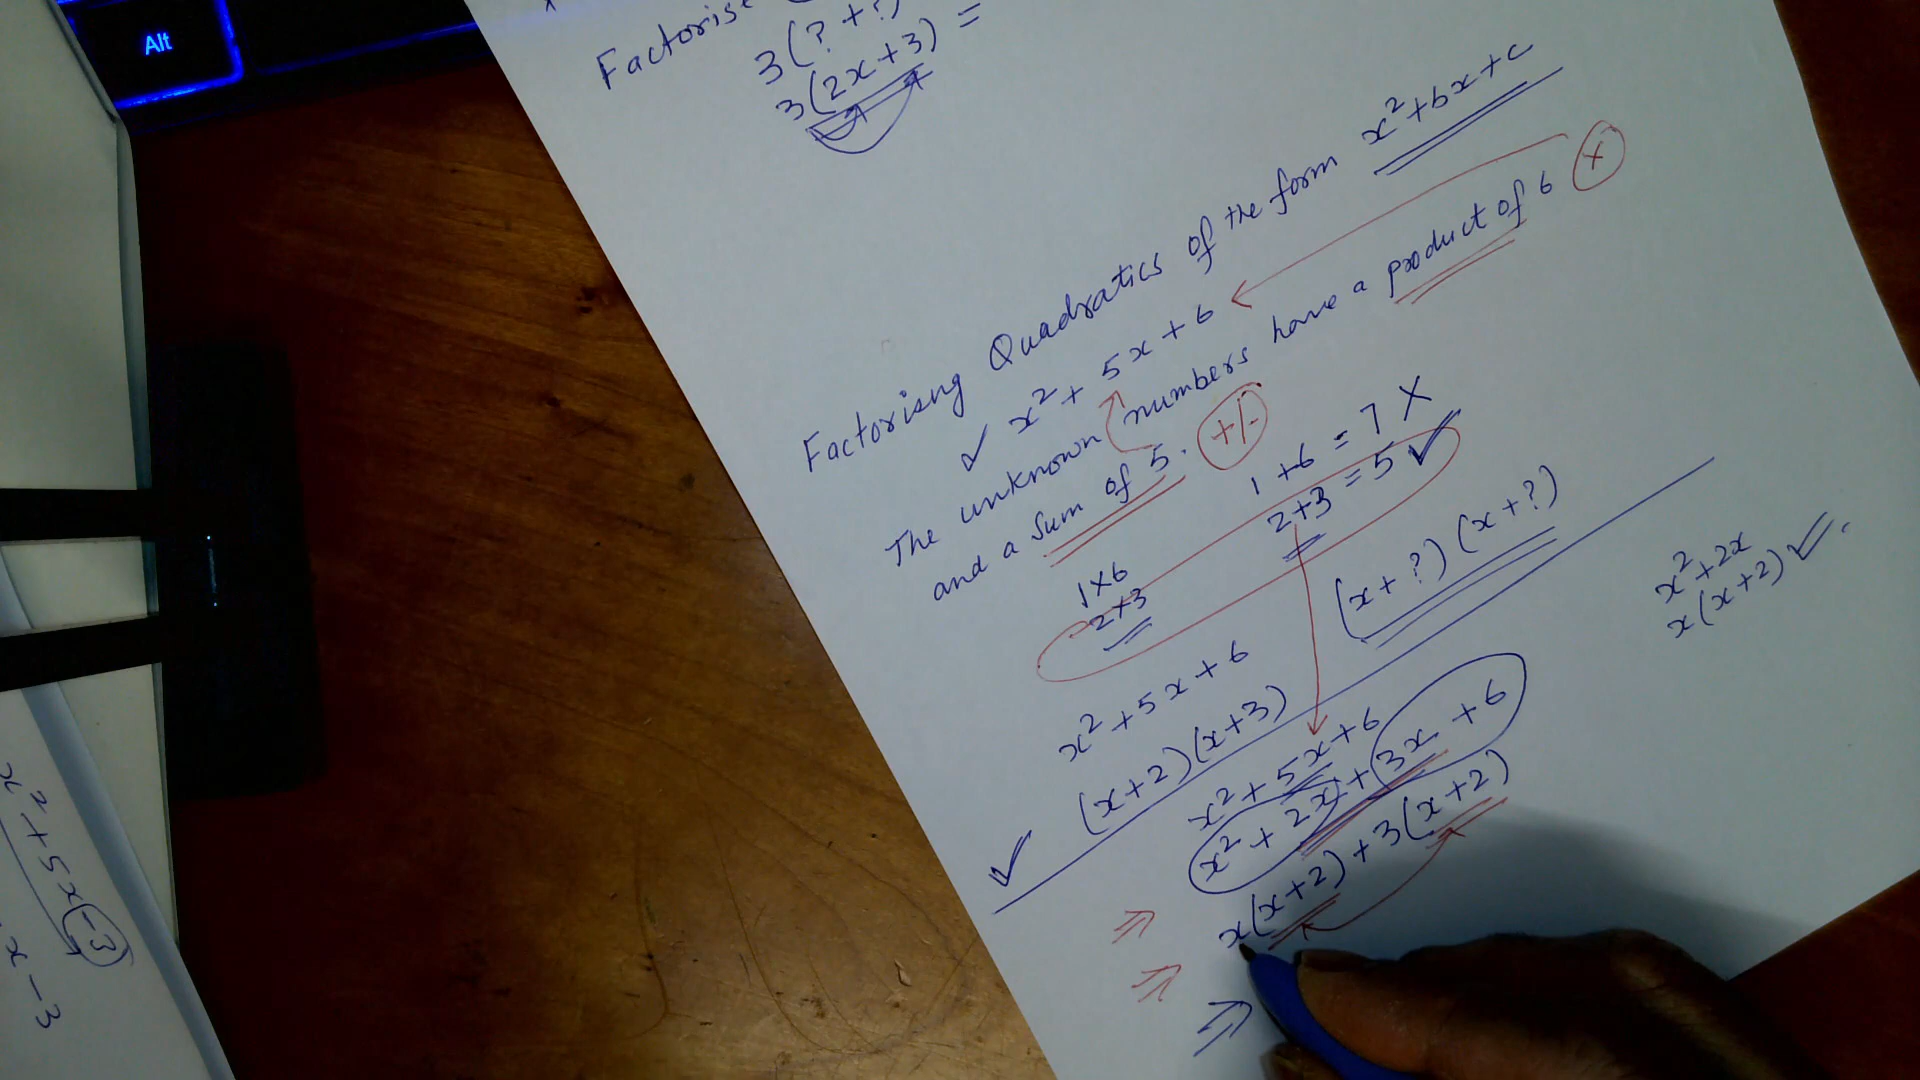 Alt
Factorise
3(? + ?)
3(2x+3) =
Factorisng Quadratics of the form x²+bx+c
✓ x² + 5x + 6
The unknown numbers have a product of 6 (+)
and a sum of 5. (+/-)
1×6
2×3
1+6 = 7 X
2+3 = 5 ✓
(x+?)(x+?)
x² + 5x + 6
(x+2)(x+3)
x²+2x
x(x+2) ✓.
✓
x² + 5x + 6
x² + 2x + 3x + 6
⇒ x(x+2) + 3(x+2)
⇒
⇒
x² + 5x - 3
x - 3